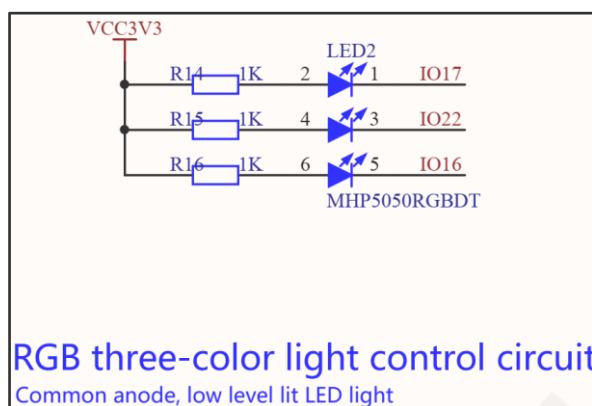 VCC3V3
LED2
R14 1K 2 1 IO17
R15 1K 4 3 IO22
R16 1K 6 5 IO16
MHP5050RGBDT
RGB three-color light control circuit
Common anode, low level lit LED light